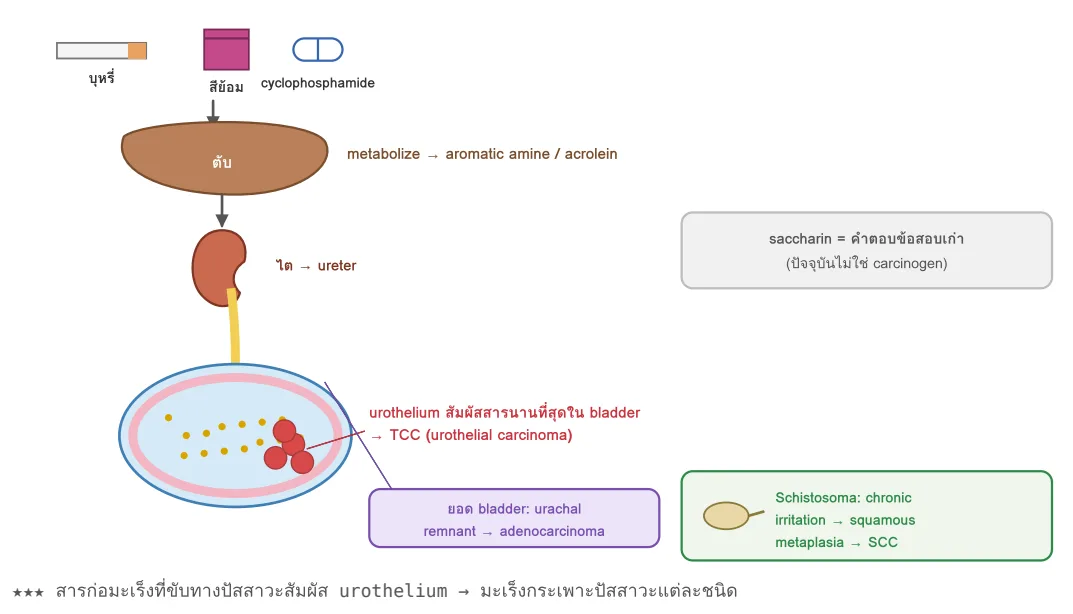 บุหรี่
สีย้อม
cyclophosphamide
ตับ
metabolize → aromatic amine / acrolein
ไต → ureter
saccharin = คำตอบข้อสอบเก่า
(ปัจจุบันไม่ใช่ carcinogen)
urothelium สัมผัสสารนานที่สุดใน bladder
→ TCC (urothelial carcinoma)
ยอด bladder: urachal
remnant → adenocarcinoma
Schistosoma: chronic
irritation → squamous
metaplasia → SCC
★★★ สารก่อมะเร็งที่ขับทางปัสสาวะสัมผัส urothelium → มะเร็งกระเพาะปัสสาวะแต่ละชนิด